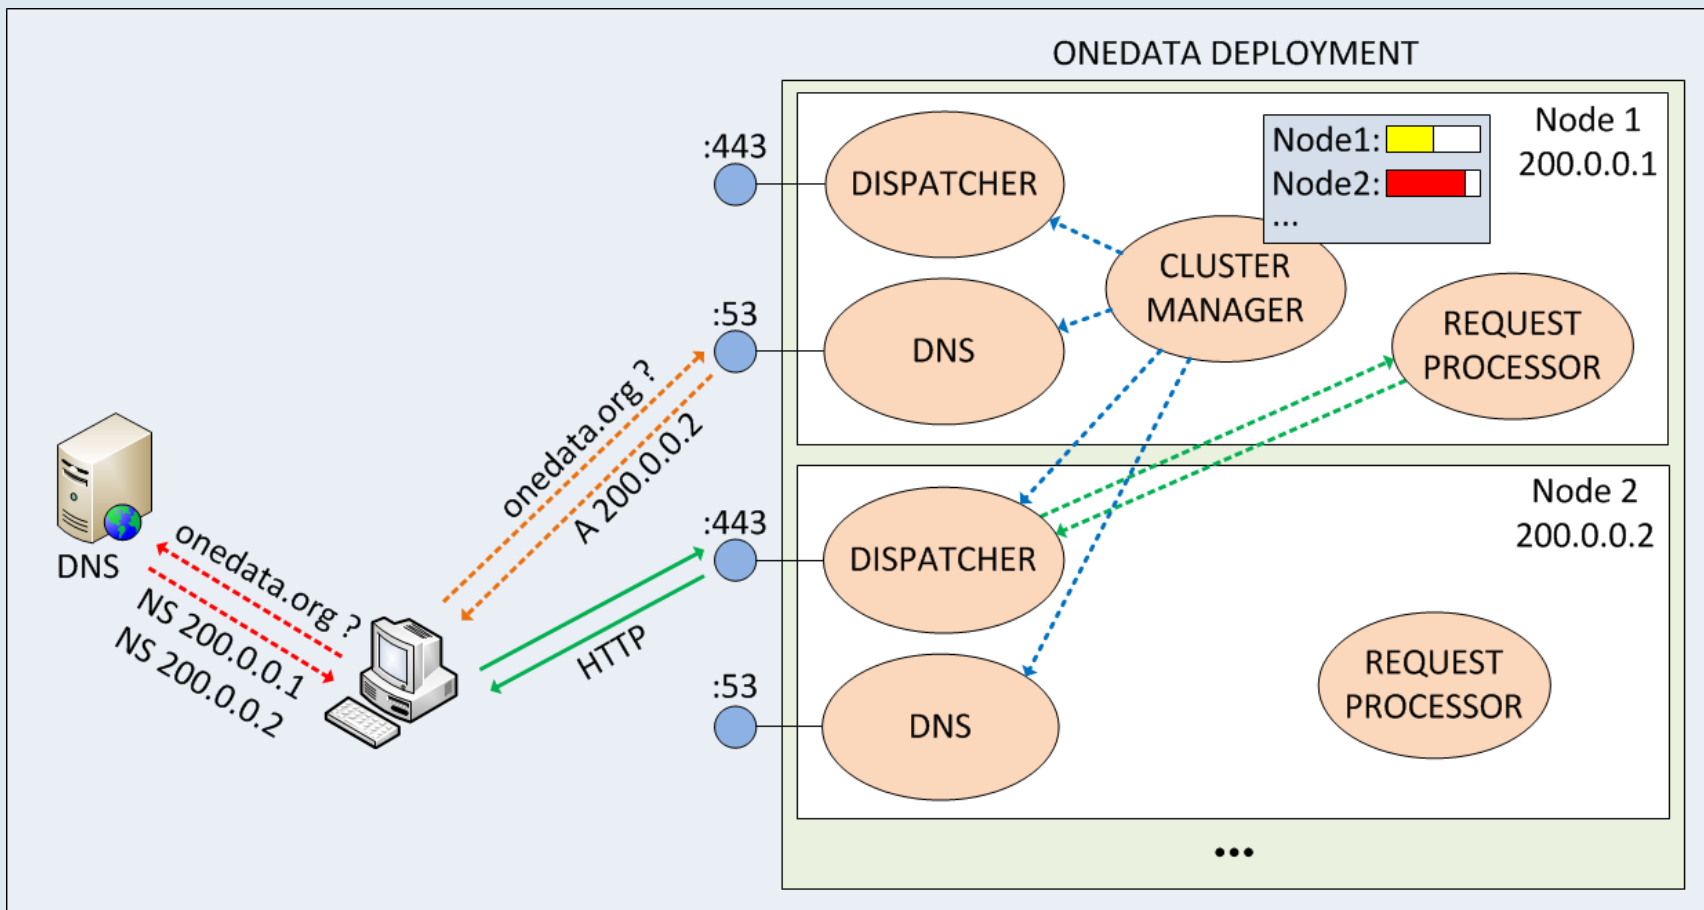 ONEDATA DEPLOYMENT
Node 1
200.0.0.1
Node1:
Node2:
...
:443
DISPATCHER
CLUSTER
MANAGER
:53
DNS
REQUEST
PROCESSOR
onedata.org ?
A 200.0.0.2
Node 2
200.0.0.2
:443
DISPATCHER
DNS
onedata.org ?
NS 200.0.0.1
NS 200.0.0.2
HTTP
:53
DNS
REQUEST
PROCESSOR
...